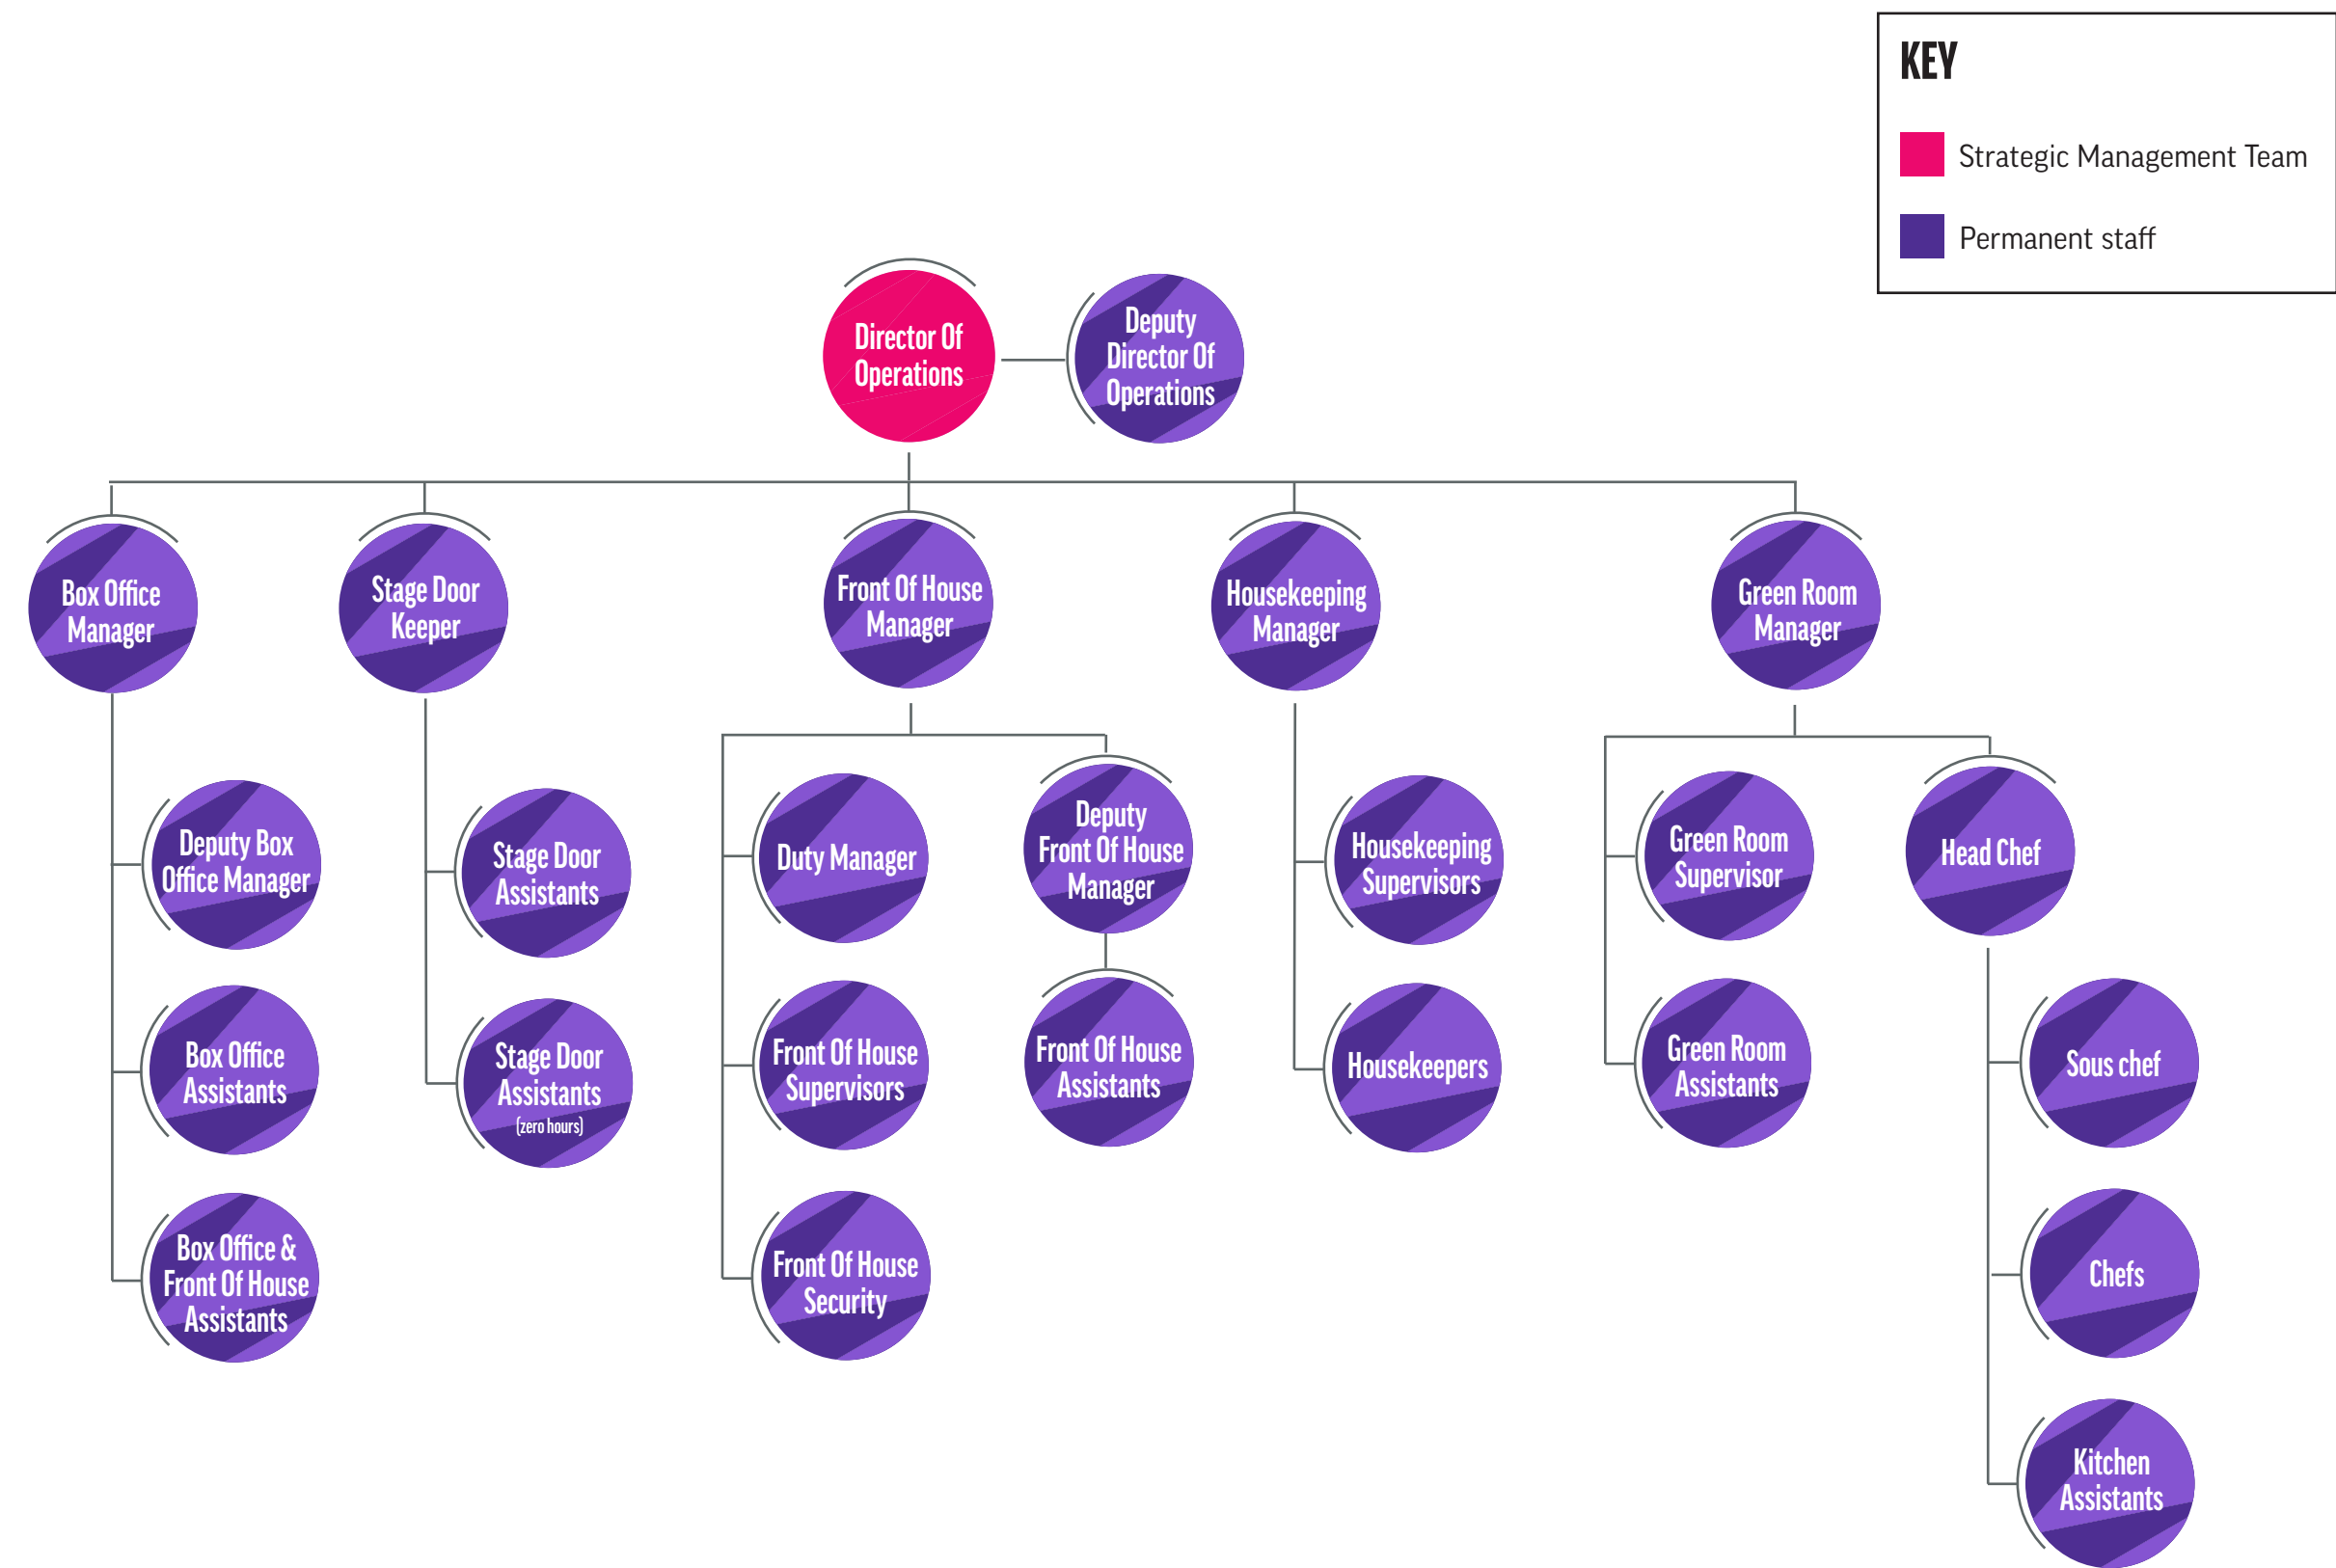 KEY
Strategic Management Team
Permanent staff
Director Of
Operations
Deputy
Director Of
Operations
Box Office
Manager
Stage Door
Keeper
Front Of House
Manager
Housekeeping
Manager
Green Room
Manager
Deputy Box
Office Manager
Box Office
Assistants
Box Office &
Front Of House
Assistants
Stage Door
Assistants
Stage Door
Assistants
(zero hours)
Duty Manager
Front Of House
Supervisors
Front Of House
Security
Deputy
Front Of House
Manager
Front Of House
Assistants
Housekeeping
Supervisors
Housekeepers
Green Room
Supervisor
Green Room
Assistants
Head Chef
Sous chef
Chefs
Kitchen
Assistants